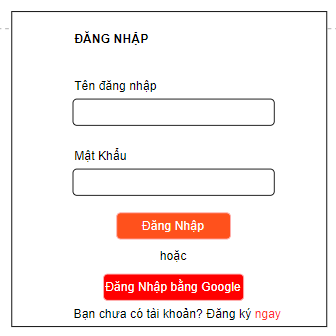 ĐĂNG NHẬP
Tên đăng nhập
Mật Khẩu
Đăng Nhập
hoặc
Đăng Nhập bằng Google
Bạn chưa có tài khoản? Đăng ký ngay